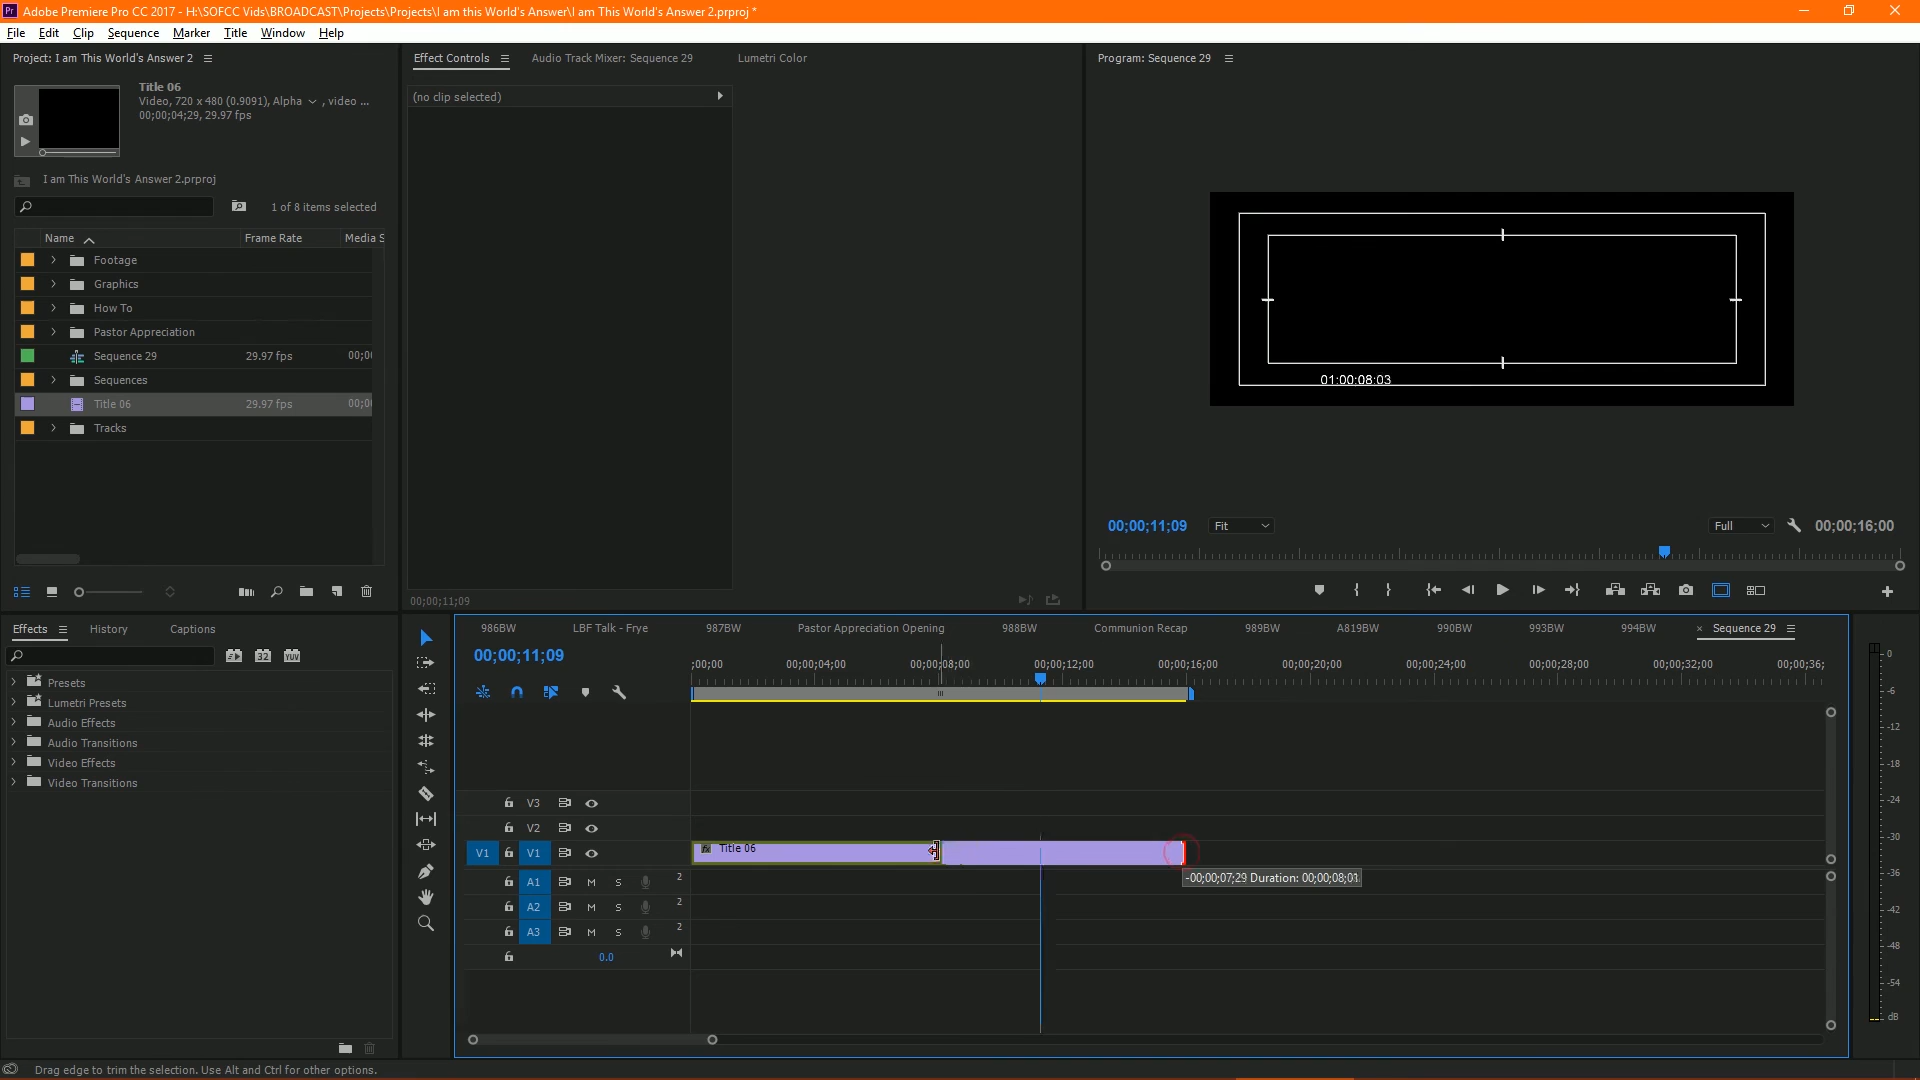 Adobe Premiere Pro CC 2017 - H:\SOFCC Vids\BROADCAST\Projects\Projects\I am this World's Answer\I am This World's Answer 2.prproj *
File Edit Clip Sequence Marker Title Window Help
Project: I am This World's Answer 2
Title 06
Video, 720 x 480 (0.9091), Alpha , video ...
00;00;04;29, 29.97 fps
I am This World's Answer 2.prproj
1 of 8 items selected
Name Frame Rate Media S
Footage
Graphics
How To
Pastor Appreciation
Sequence 29 29.97 fps 00;00
Sequences
Title 06 29.97 fps 00;00
Tracks
Effect Controls Audio Track Mixer: Sequence 29 Lumetri Color
(no clip selected)
00;00;11;09
Program: Sequence 29
01:00:08:03
00;00;11;09 Fit Full 00;00;16;00
Effects History Captions
32 YUV
Presets
Lumetri Presets
Audio Effects
Audio Transitions
Video Effects
Video Transitions
986BW LBF Talk - Frye 987BW Pastor Appreciation Opening 988BW Communion Recap 989BW A819BW 990BW 993BW 994BW × Sequence 29
00;00;11;09
;00;00 00;00;04;00 00;00;08;00 00;00;12;00 00;00;16;00 00;00;20;00 00;00;24;00 00;00;28;00 00;00;32;00 00;00;36;
V3
V2
V1 V1
fx Title 06
-00;00;07;29 Duration: 00;00;08;01
A1 M S 2
A2 M S 2
A3 M S 2
0.0
0
-6
-12
-18
-24
-30
-36
-42
-48
-54
dB
Drag edge to trim the selection. Use Alt and Ctrl for other options.